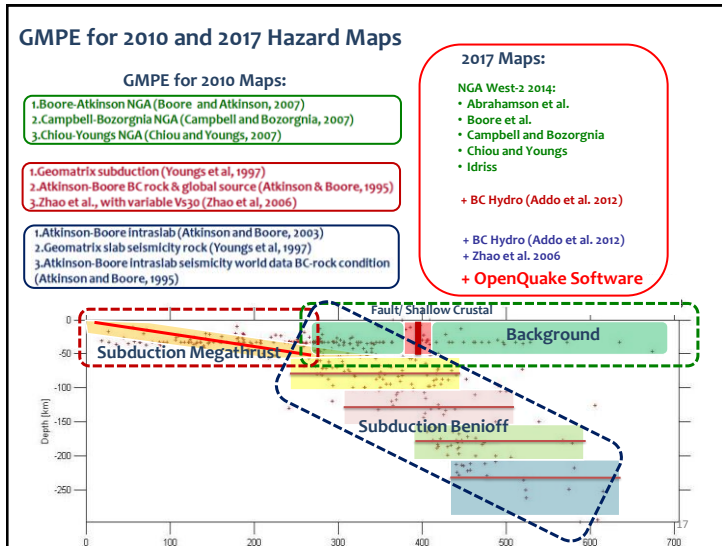 GMPE for 2010 and 2017 Hazard Maps
GMPE for 2010 Maps:
1.Boore-Atkinson NGA (Boore and Atkinson, 2007)
2.Campbell-Bozorgnia NGA (Campbell and Bozorgnia, 2007)
3.Chiou-Youngs NGA (Chiou and Youngs, 2007)
1.Geomatrix subduction (Youngs et al, 1997)
2.Atkinson-Boore BC rock & global source (Atkinson & Boore, 1995)
3.Zhao et al., with variable Vs30 (Zhao et al, 2006)
1.Atkinson-Boore intraslab (Atkinson and Boore, 2003)
2.Geomatrix slab seismicity rock (Youngs et al, 1997)
3.Atkinson-Boore intraslab seismicity world data BC-rock condition
(Atkinson and Boore, 1995)
2017 Maps:
NGA West-2 2014:
• Abrahamson et al.
• Boore et al.
• Campbell and Bozorgnia
• Chiou and Youngs
• Idriss
+ BC Hydro (Addo et al. 2012)
+ BC Hydro (Addo et al. 2012)
+ Zhao et al. 2006
+ OpenQuake Software
Fault/ Shallow Crustal
Background
Subduction Megathrust
Subduction Benioff
Depth [km]
0
-50
-100
-150
-200
-250
0 100 200 300 400 500 600 700
17